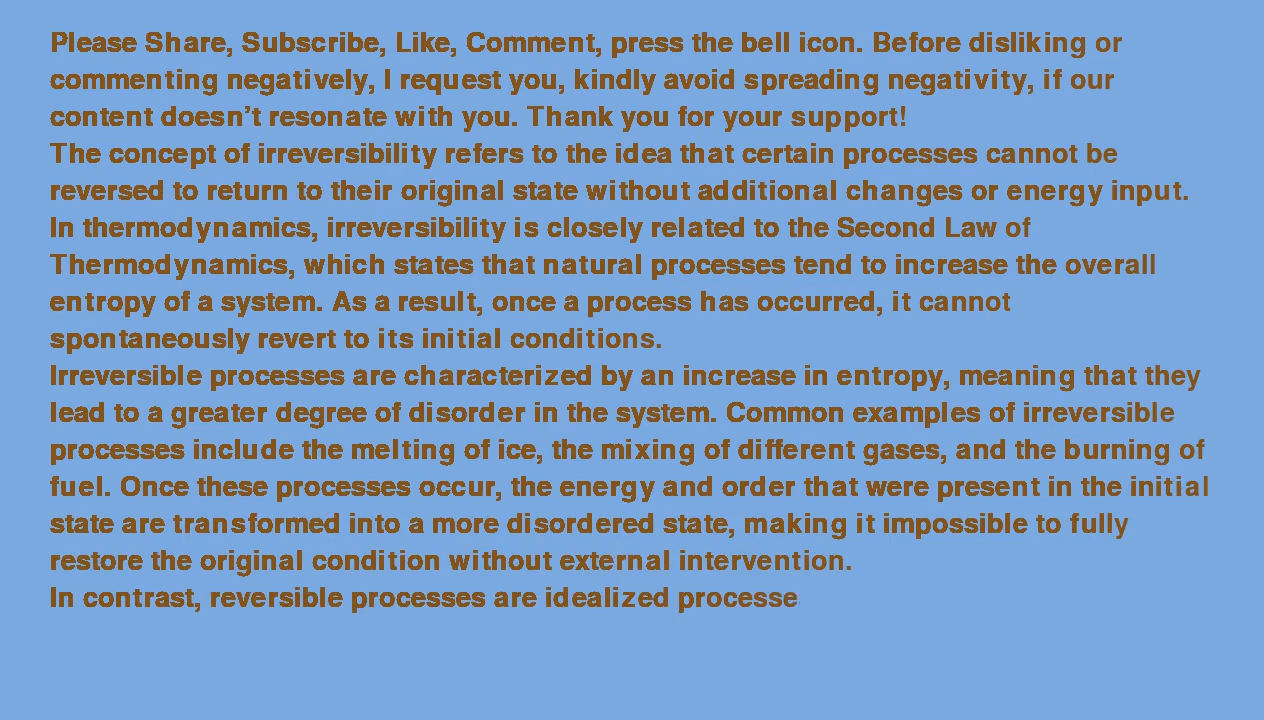 Please Share, Subscribe, Like, Comment, press the bell icon. Before disliking or
commenting negatively, I request you, kindly avoid spreading negativity, if our
content doesn't resonate with you. Thank you for your support!
The concept of irreversibility refers to the idea that certain processes cannot be
reversed to return to their original state without additional changes or energy input.
In thermodynamics, irreversibility is closely related to the Second Law of
Thermodynamics, which states that natural processes tend to increase the overall
entropy of a system. As a result, once a process has occurred, it cannot
spontaneously revert to its initial conditions.
Irreversible processes are characterized by an increase in entropy, meaning that they
lead to a greater degree of disorder in the system. Common examples of irreversible
processes include the melting of ice, the mixing of different gases, and the burning of
fuel. Once these processes occur, the energy and order that were present in the initial
state are transformed into a more disordered state, making it impossible to fully
restore the original condition without external intervention.
In contrast, reversible processes are idealized processe